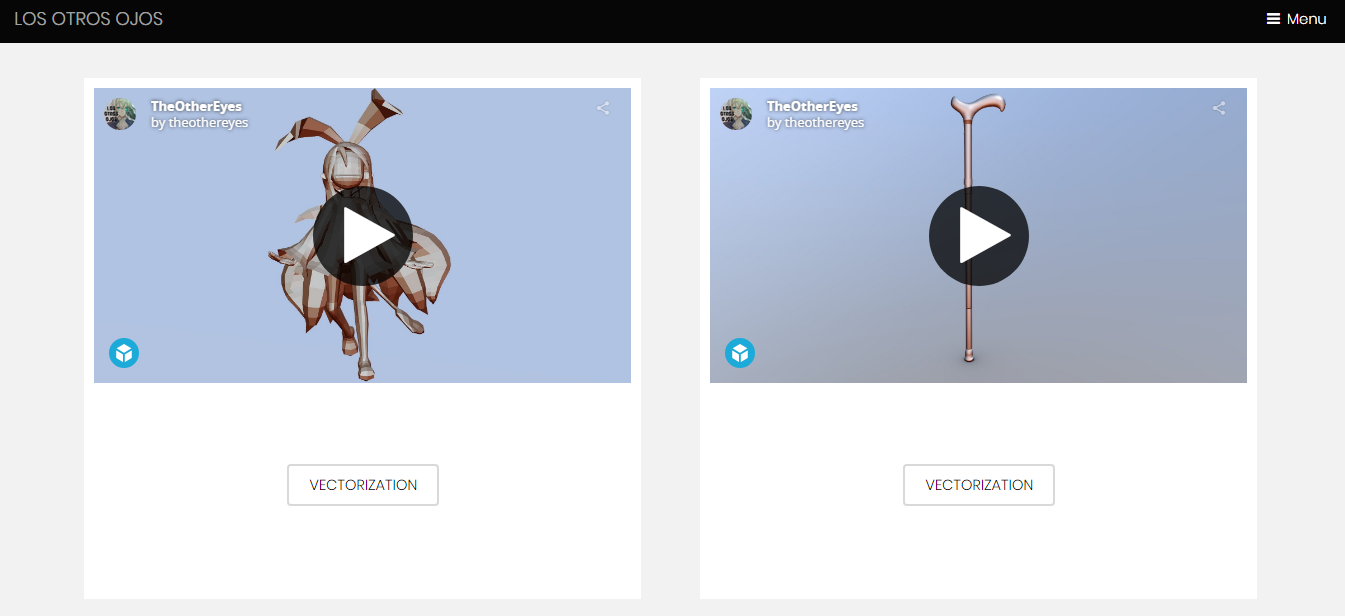 LOS OTROS OJOS
Menu
TheOtherEyes
by theothereyes
TheOtherEyes
by theothereyes
VECTORIZATION
VECTORIZATION